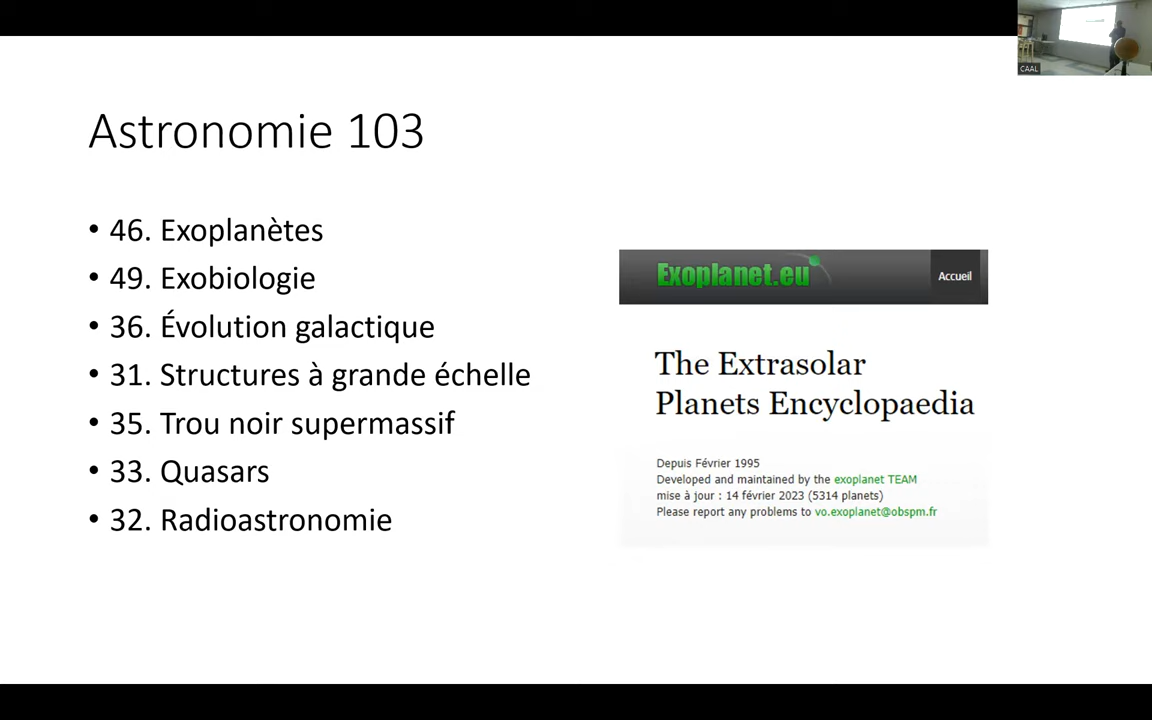 CAAL
Astronomie 103
• 46. Exoplanètes
• 49. Exobiologie
• 36. Évolution galactique
• 31. Structures à grande échelle
• 35. Trou noir supermassif
• 33. Quasars
• 32. Radioastronomie
Exoplanet.eu
Accueil
The Extrasolar
Planets Encyclopaedia
Depuis Février 1995
Developed and maintained by the exoplanet TEAM
mise à jour : 14 février 2023 (5314 planets)
Please report any problems to vo.exoplanet@obspm.fr